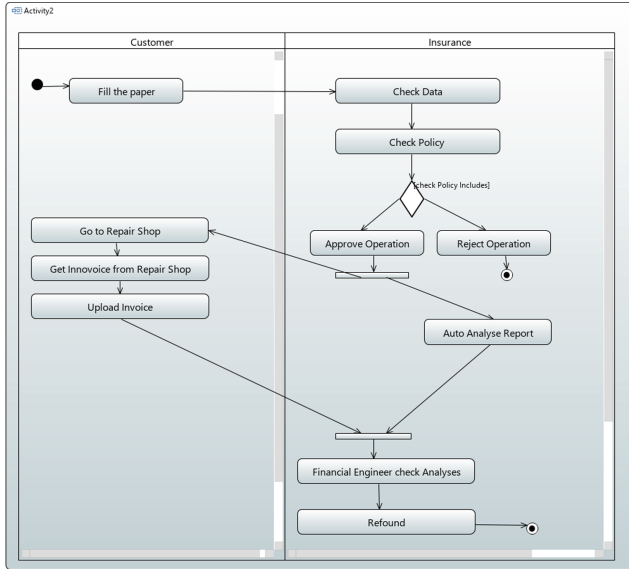 Activity2
Customer
Insurance
Fill the paper
Check Data
Check Policy
[check Policy Includes]
Go to Repair Shop
Approve Operation
Reject Operation
Get Innovoice from Repair Shop
Upload Invoice
Auto Analyse Report
Financial Engineer check Analyses
Refound